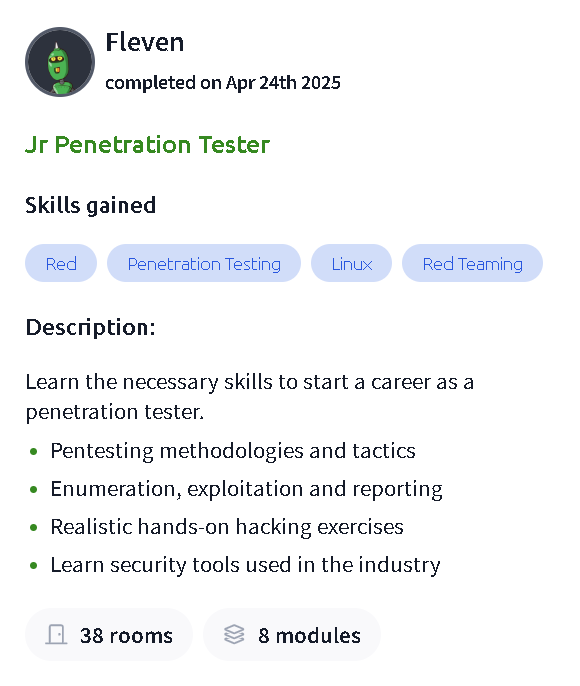 Fleven
completed on Apr 24th 2025
Jr Penetration Tester
Skills gained
Red Penetration Testing Linux Red Teaming
Description:
Learn the necessary skills to start a career as a
penetration tester.
• Pentesting methodologies and tactics
• Enumeration, exploitation and reporting
• Realistic hands-on hacking exercises
• Learn security tools used in the industry
38 rooms 8 modules